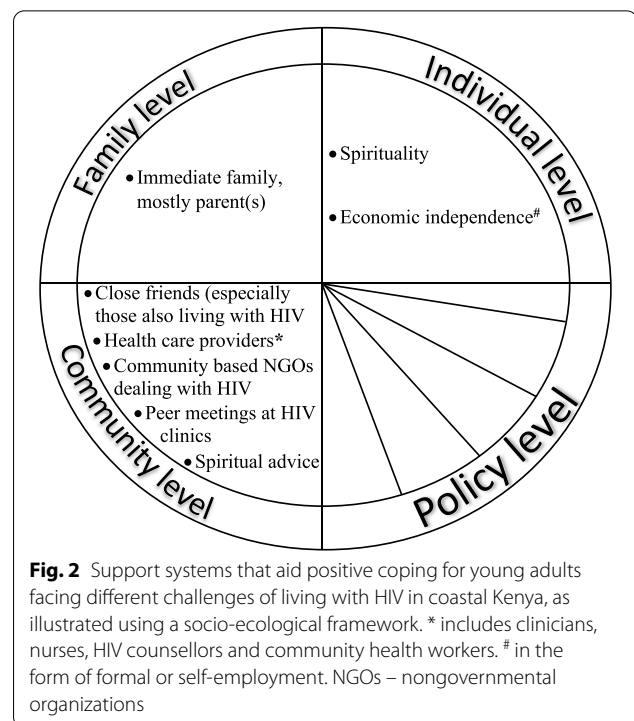 Family level
Individual level
• Immediate family,
mostly parent(s)
• Spirituality
• Economic independence#
• Close friends (especially
those also living with HIV
• Health care providers*
• Community based NGOs
dealing with HIV
• Peer meetings at HIV
clinics
• Spiritual advice
Community level
Policy level
Fig. 2 Support systems that aid positive coping for young adults
facing different challenges of living with HIV in coastal Kenya, as
illustrated using a socio-ecological framework. * includes clinicians,
nurses, HIV counsellors and community health workers. # in the
form of formal or self-employment. NGOs – nongovernmental
organizations